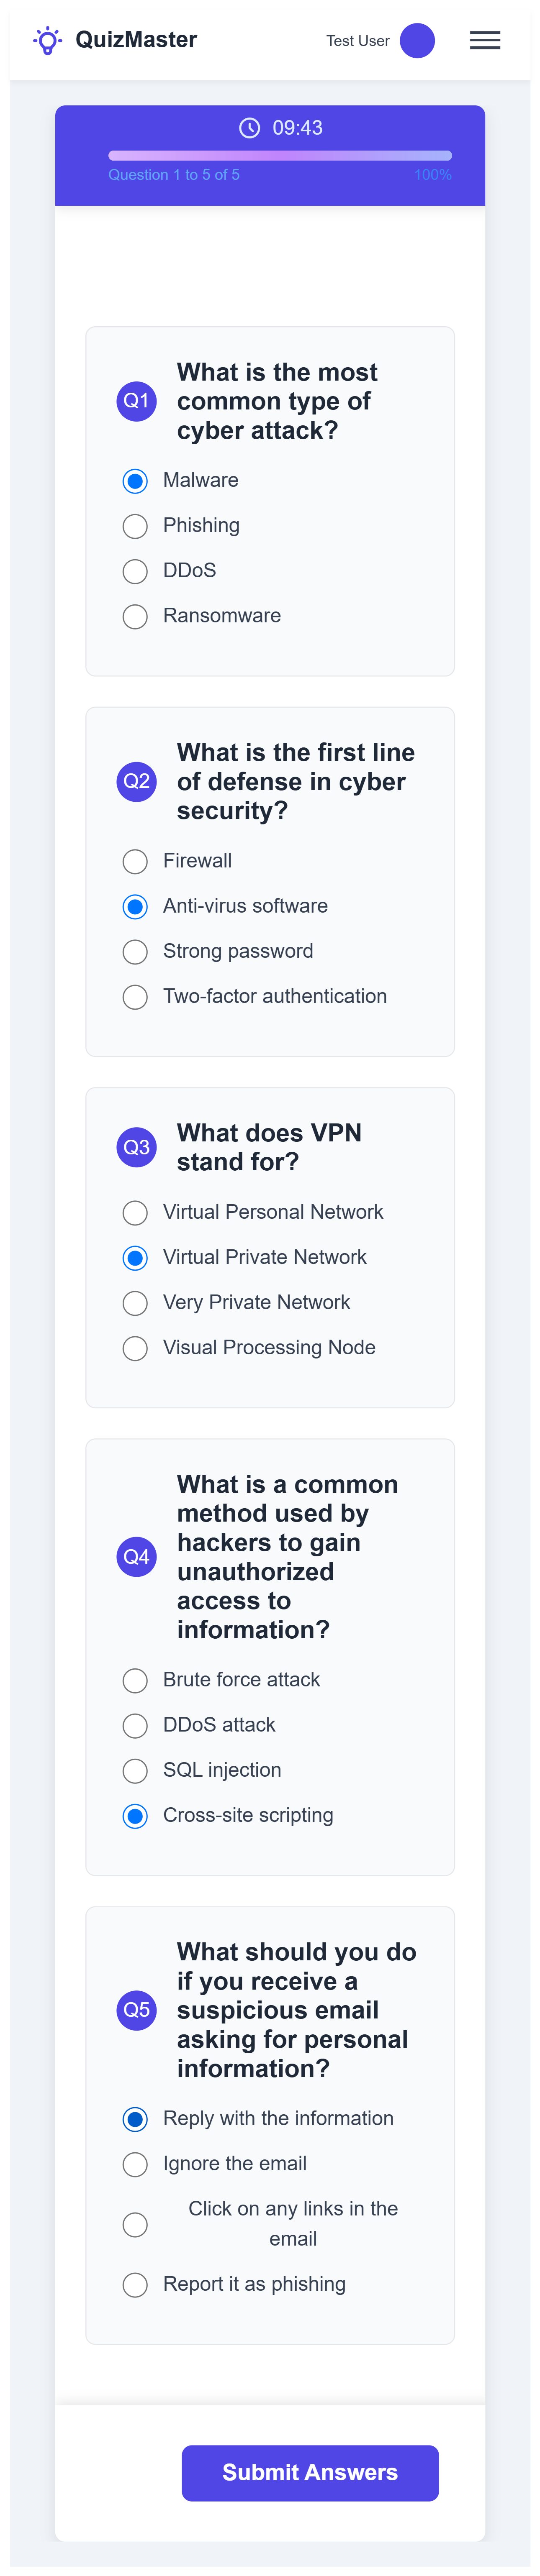 QuizMaster
Test User
09:43
Question 1 to 5 of 5
100%
Q1
What is the most
common type of
cyber attack?
Malware
Phishing
DDoS
Ransomware
Q2
What is the first line
of defense in cyber
security?
Firewall
Anti-virus software
Strong password
Two-factor authentication
Q3
What does VPN
stand for?
Virtual Personal Network
Virtual Private Network
Very Private Network
Visual Processing Node
Q4
What is a common
method used by
hackers to gain
unauthorized
access to
information?
Brute force attack
DDoS attack
SQL injection
Cross-site scripting
Q5
What should you do
if you receive a
suspicious email
asking for personal
information?
Reply with the information
Ignore the email
Click on any links in the
email
Report it as phishing
Submit Answers